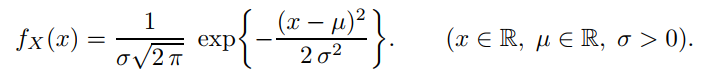 f_X(x) = \frac{1}{\sigma\sqrt{2\pi}} \exp\left\{-\frac{(x-\mu)^2}{2\sigma^2}\right\}. \qquad (x \in \mathbb{R},\ \mu \in \mathbb{R},\ \sigma > 0).